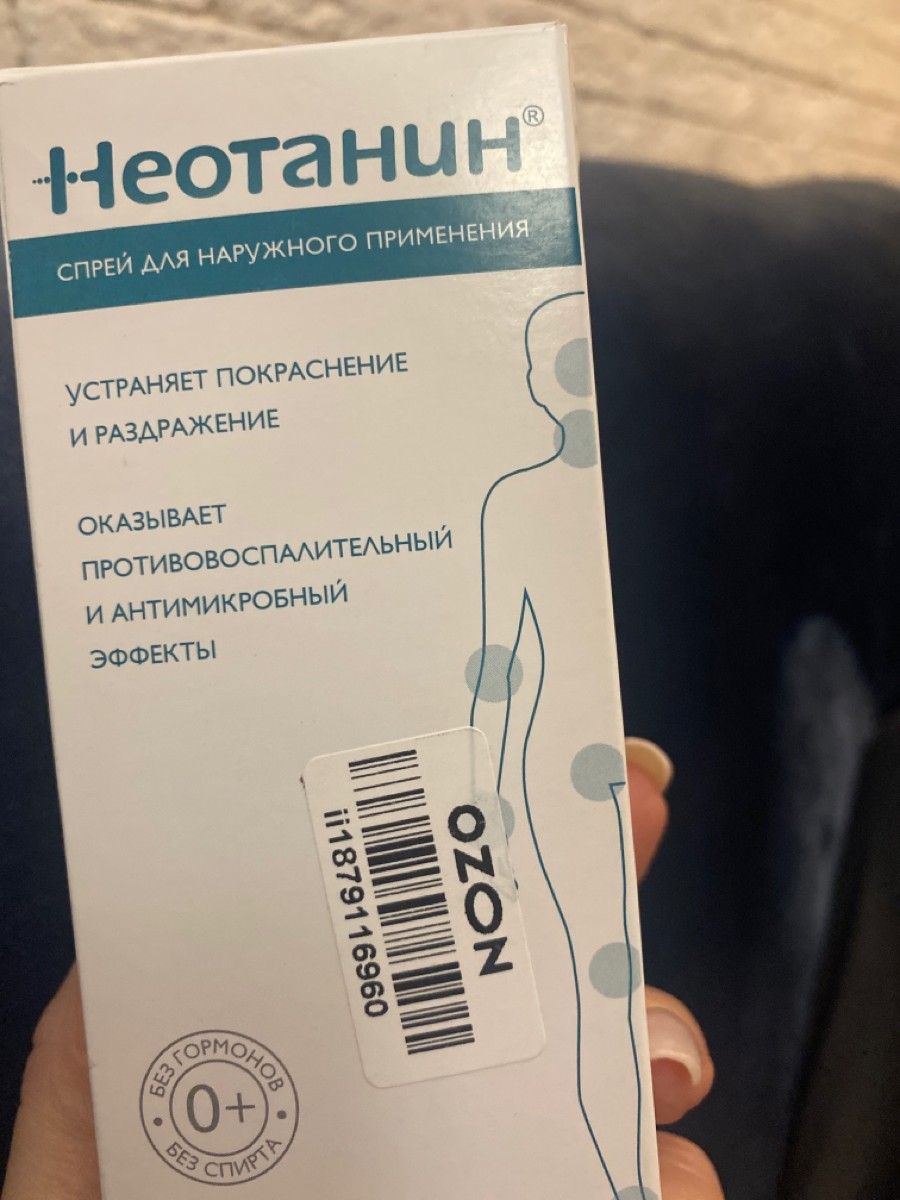 Неотанин®
СПРЕЙ ДЛЯ НАРУЖНОГО ПРИМЕНЕНИЯ
УСТРАНЯЕТ ПОКРАСНЕНИЕ
И РАЗДРАЖЕНИЕ
ОКАЗЫВАЕТ
ПРОТИВОВОСПАЛИТЕЛЬНЫЙ
И АНТИМИКРОБНЫЙ
ЭФФЕКТЫ
OZON
ii1879116960
БЕЗ ГОРМОНОВ
0+
БЕЗ СПИРТА